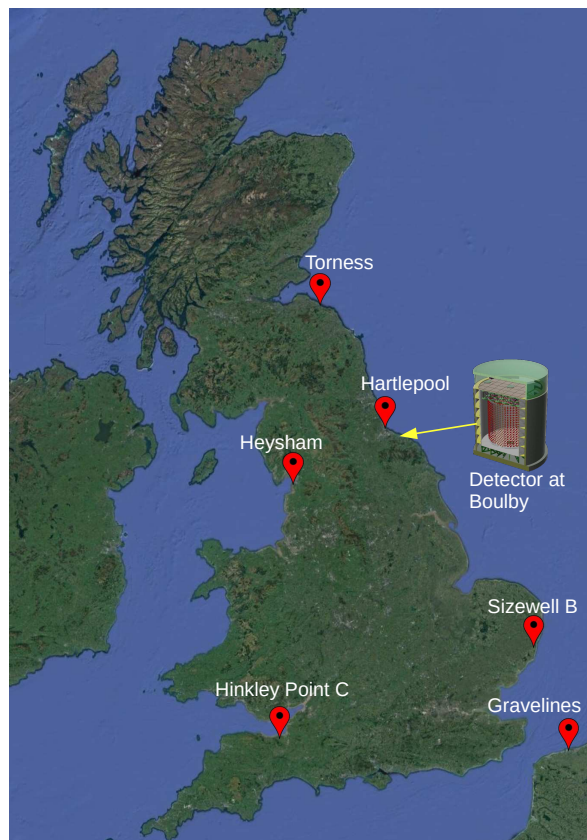 Torness
Hartlepool
Heysham
Detector at
Boulby
Sizewell B
Hinkley Point C
Gravelines